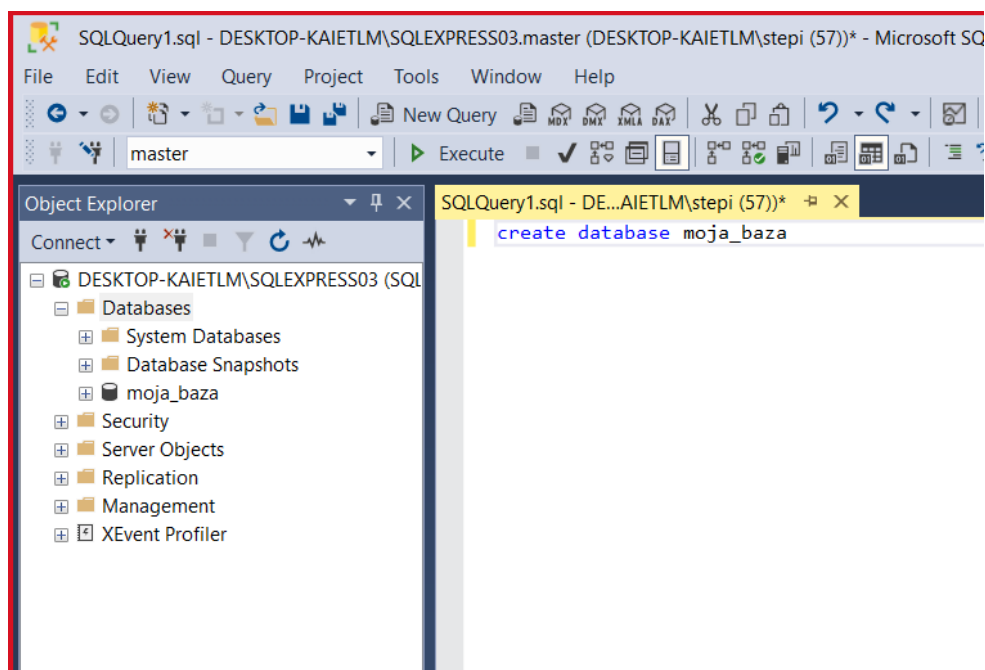 SQLQuery1.sql - DESKTOP-KAIETLM\SQLEXPRESS03.master (DESKTOP-KAIETLM\stepi (57))* - Microsoft SQ
File Edit View Query Project Tools Window Help
New Query MDX DMX XMLA DAX
master Execute
Object Explorer
SQLQuery1.sql - DE...AIETLM\stepi (57))*
Connect
create database moja_baza
DESKTOP-KAIETLM\SQLEXPRESS03 (SQL
Databases
System Databases
Database Snapshots
moja_baza
Security
Server Objects
Replication
Management
XEvent Profiler